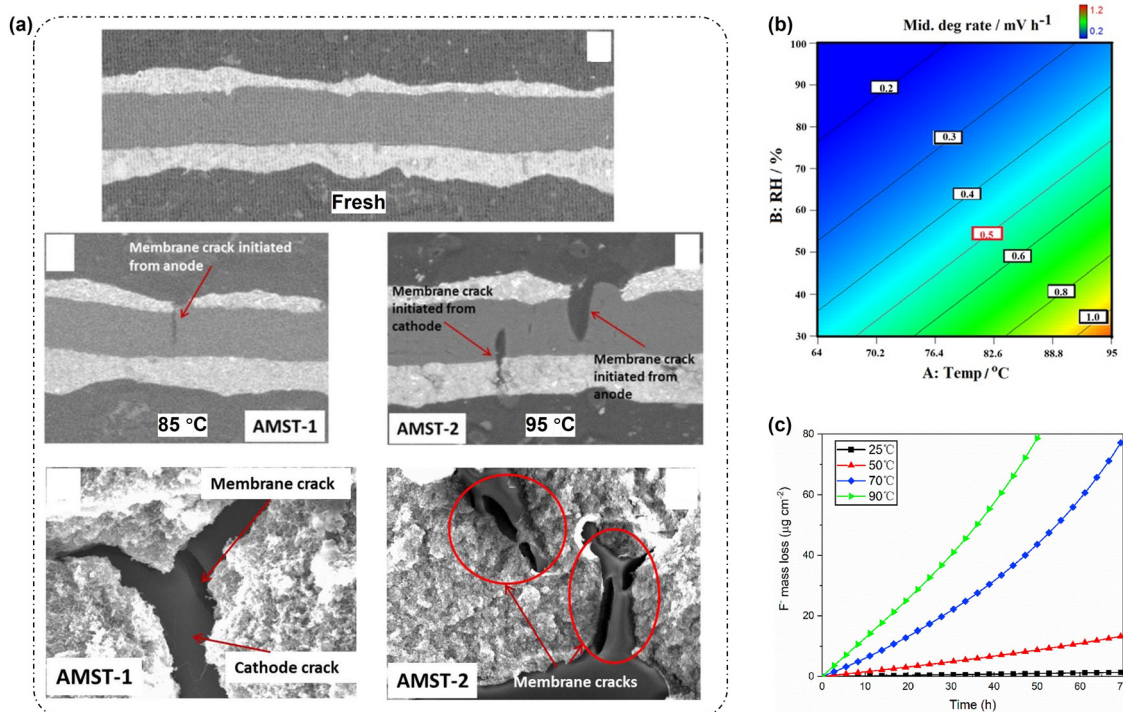 (a)
Fresh
Membrane crack initiated
from anode
85 °C
AMST-1
Membrane crack
initiated from
cathode
Membrane crack
initiated from
anode
AMST-2
95 °C
Membrane crack
Cathode crack
AMST-1
AMST-2
Membrane cracks
(b)
Mid. deg rate / mV h⁻¹
1.2
0.2
100
90
80
70
60
50
40
30
B: RH / %
0.2
0.3
0.4
0.5
0.6
0.8
1.0
64
70.2
76.4
82.6
88.8
95
A: Temp / °C
(c)
80
60
40
20
0
F⁻ mass loss (μg cm⁻²)
25℃
50℃
70℃
90℃
0
10
20
30
40
50
60
Time (h)